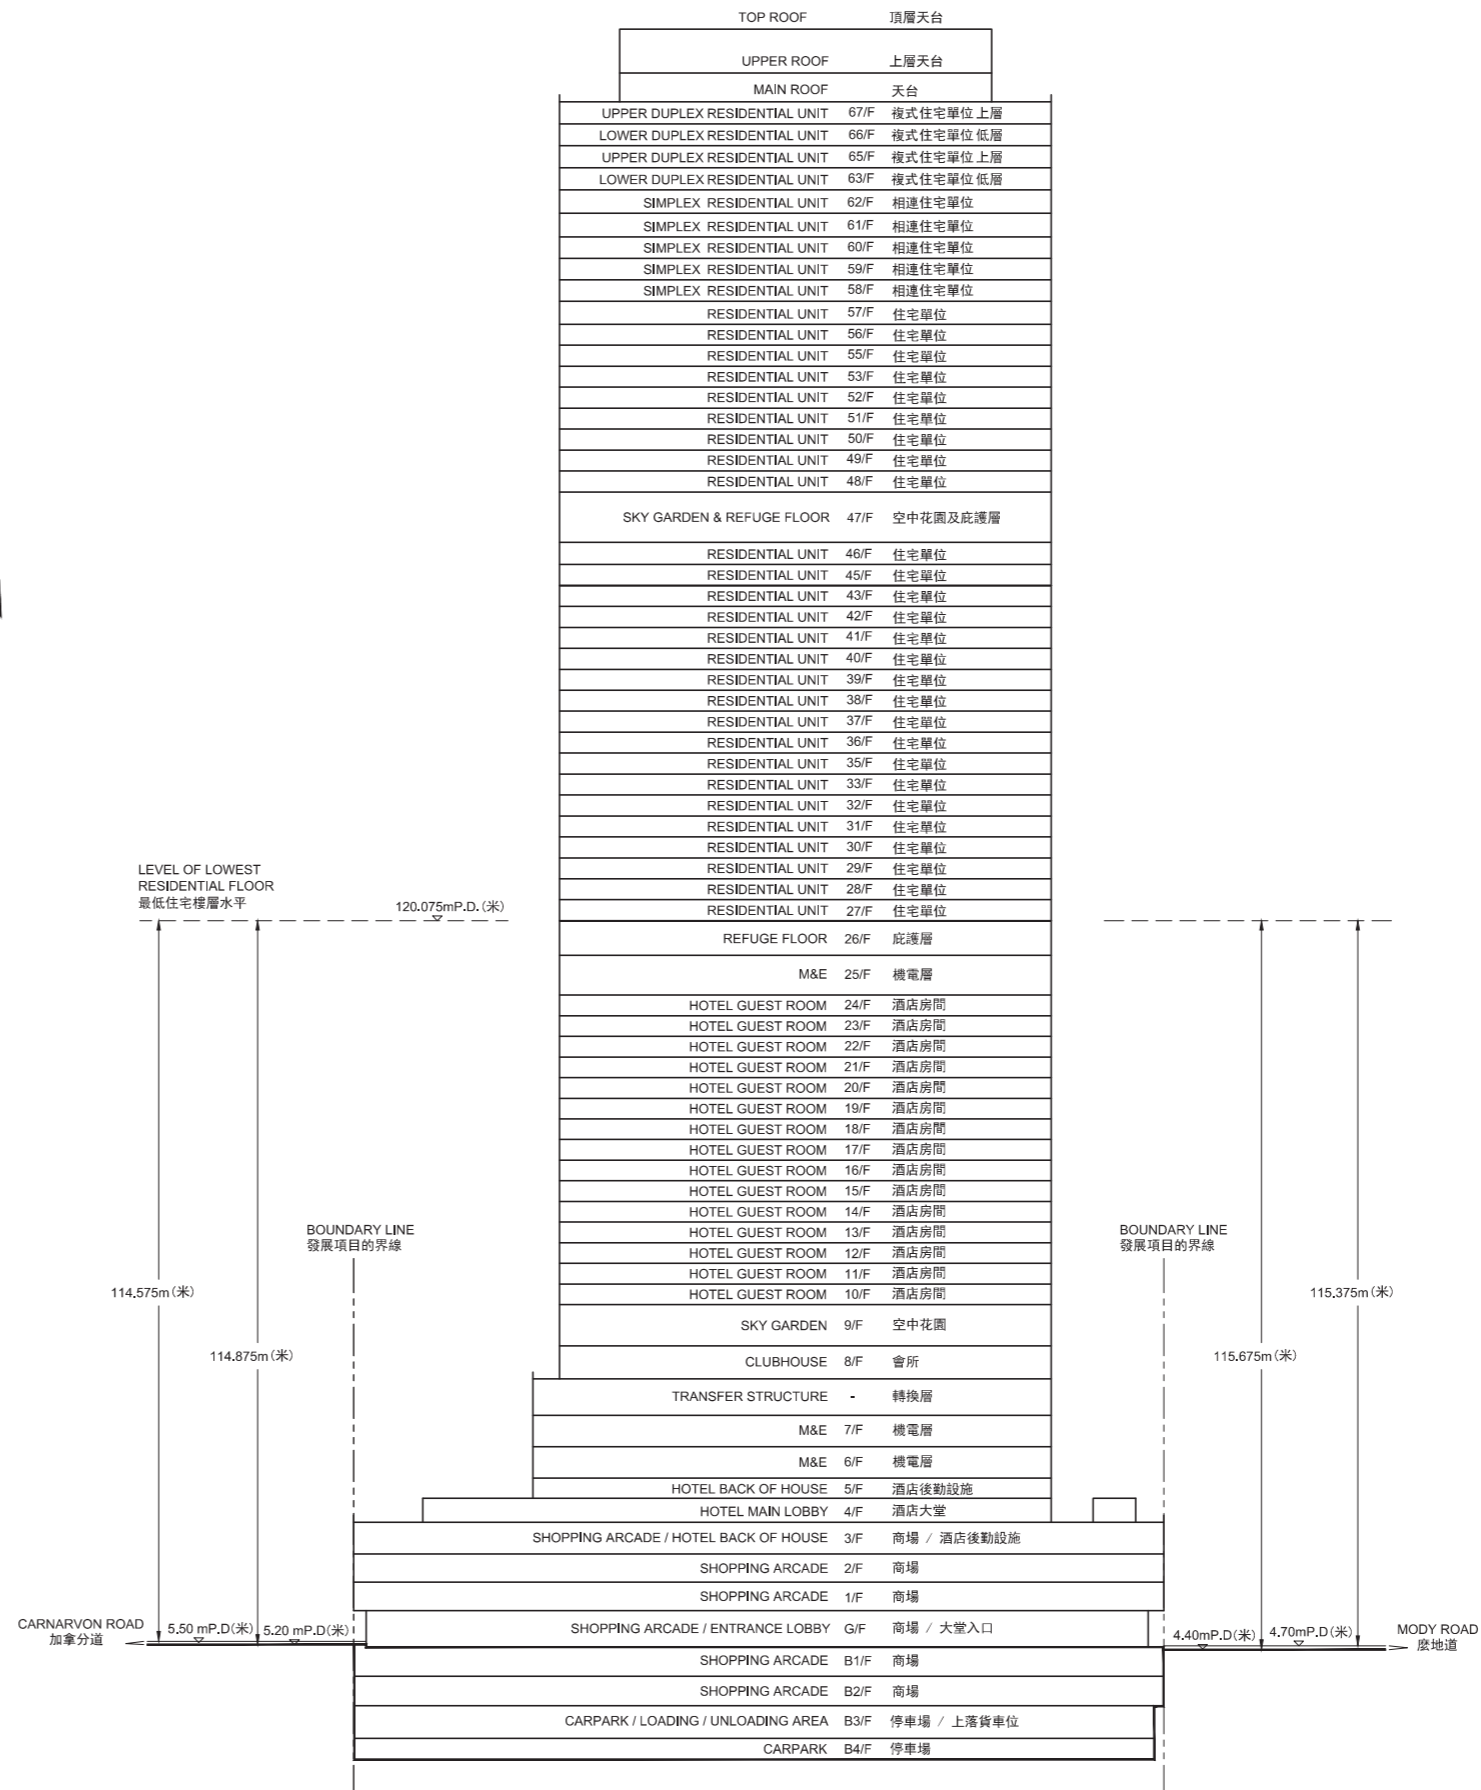 TOP ROOF 頂層天台
UPPER ROOF 上層天台
MAIN ROOF 天台
UPPER DUPLEX RESIDENTIAL UNIT 67/F 複式住宅單位 上層
LOWER DUPLEX RESIDENTIAL UNIT 66/F 複式住宅單位 低層
UPPER DUPLEX RESIDENTIAL UNIT 65/F 複式住宅單位 上層
LOWER DUPLEX RESIDENTIAL UNIT 63/F 複式住宅單位 低層
SIMPLEX RESIDENTIAL UNIT 62/F 相連住宅單位
SIMPLEX RESIDENTIAL UNIT 61/F 相連住宅單位
SIMPLEX RESIDENTIAL UNIT 60/F 相連住宅單位
SIMPLEX RESIDENTIAL UNIT 59/F 相連住宅單位
SIMPLEX RESIDENTIAL UNIT 58/F 相連住宅單位
RESIDENTIAL UNIT 57/F 住宅單位
RESIDENTIAL UNIT 56/F 住宅單位
RESIDENTIAL UNIT 55/F 住宅單位
RESIDENTIAL UNIT 53/F 住宅單位
RESIDENTIAL UNIT 52/F 住宅單位
RESIDENTIAL UNIT 51/F 住宅單位
RESIDENTIAL UNIT 50/F 住宅單位
RESIDENTIAL UNIT 49/F 住宅單位
RESIDENTIAL UNIT 48/F 住宅單位
SKY GARDEN & REFUGE FLOOR 47/F 空中花園及庇護層
RESIDENTIAL UNIT 46/F 住宅單位
RESIDENTIAL UNIT 45/F 住宅單位
RESIDENTIAL UNIT 43/F 住宅單位
RESIDENTIAL UNIT 42/F 住宅單位
RESIDENTIAL UNIT 41/F 住宅單位
RESIDENTIAL UNIT 40/F 住宅單位
RESIDENTIAL UNIT 39/F 住宅單位
RESIDENTIAL UNIT 38/F 住宅單位
RESIDENTIAL UNIT 37/F 住宅單位
RESIDENTIAL UNIT 36/F 住宅單位
RESIDENTIAL UNIT 35/F 住宅單位
RESIDENTIAL UNIT 33/F 住宅單位
RESIDENTIAL UNIT 32/F 住宅單位
RESIDENTIAL UNIT 31/F 住宅單位
RESIDENTIAL UNIT 30/F 住宅單位
RESIDENTIAL UNIT 29/F 住宅單位
RESIDENTIAL UNIT 28/F 住宅單位
RESIDENTIAL UNIT 27/F 住宅單位
LEVEL OF LOWEST
RESIDENTIAL FLOOR
最低住宅樓層水平
120.075mP.D.(米)
REFUGE FLOOR 26/F 庇護層
M&E 25/F 機電層
HOTEL GUEST ROOM 24/F 酒店房間
HOTEL GUEST ROOM 23/F 酒店房間
HOTEL GUEST ROOM 22/F 酒店房間
HOTEL GUEST ROOM 21/F 酒店房間
HOTEL GUEST ROOM 20/F 酒店房間
HOTEL GUEST ROOM 19/F 酒店房間
HOTEL GUEST ROOM 18/F 酒店房間
HOTEL GUEST ROOM 17/F 酒店房間
HOTEL GUEST ROOM 16/F 酒店房間
HOTEL GUEST ROOM 15/F 酒店房間
HOTEL GUEST ROOM 14/F 酒店房間
HOTEL GUEST ROOM 13/F 酒店房間
HOTEL GUEST ROOM 12/F 酒店房間
HOTEL GUEST ROOM 11/F 酒店房間
HOTEL GUEST ROOM 10/F 酒店房間
BOUNDARY LINE
發展項目的界線
BOUNDARY LINE
發展項目的界線
114.575m(米)
115.375m(米)
SKY GARDEN 9/F 空中花園
114.875m(米)
115.675m(米)
CLUBHOUSE 8/F 會所
TRANSFER STRUCTURE - 轉換層
M&E 7/F 機電層
M&E 6/F 機電層
HOTEL BACK OF HOUSE 5/F 酒店後勤設施
HOTEL MAIN LOBBY 4/F 酒店大堂
SHOPPING ARCADE / HOTEL BACK OF HOUSE 3/F 商場 / 酒店後勤設施
SHOPPING ARCADE 2/F 商場
SHOPPING ARCADE 1/F 商場
CARNARVON ROAD
加拿分道
5.50 mP.D(米)
5.20 mP.D(米)
SHOPPING ARCADE / ENTRANCE LOBBY G/F 商場 / 大堂入口
4.40mP.D(米)
4.70mP.D(米)
MODY ROAD
麼地道
SHOPPING ARCADE B1/F 商場
SHOPPING ARCADE B2/F 商場
CARPARK / LOADING / UNLOADING AREA B3/F 停車場 / 上落貨車位
CARPARK B4/F 停車場